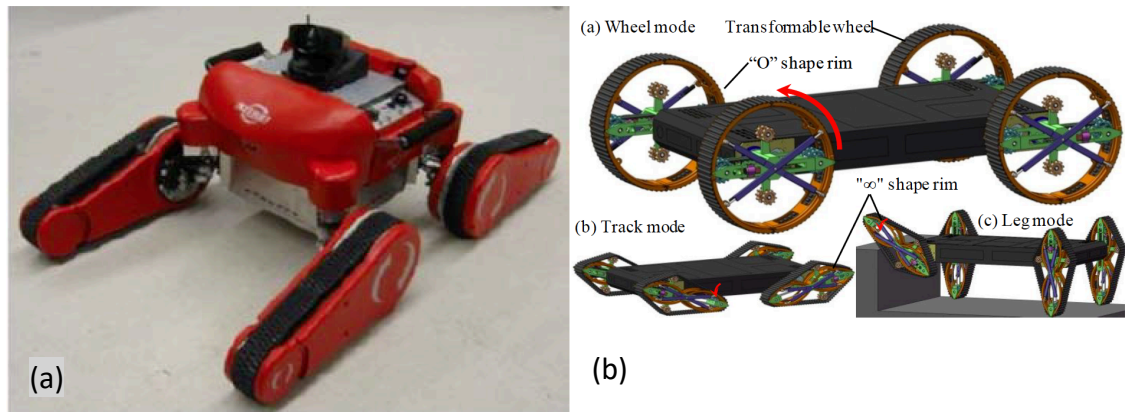 (a)
(a) Wheel mode
Transformable wheel
“O” shape rim
"∞" shape rim
(b) Track mode
(c) Leg mode
(b)